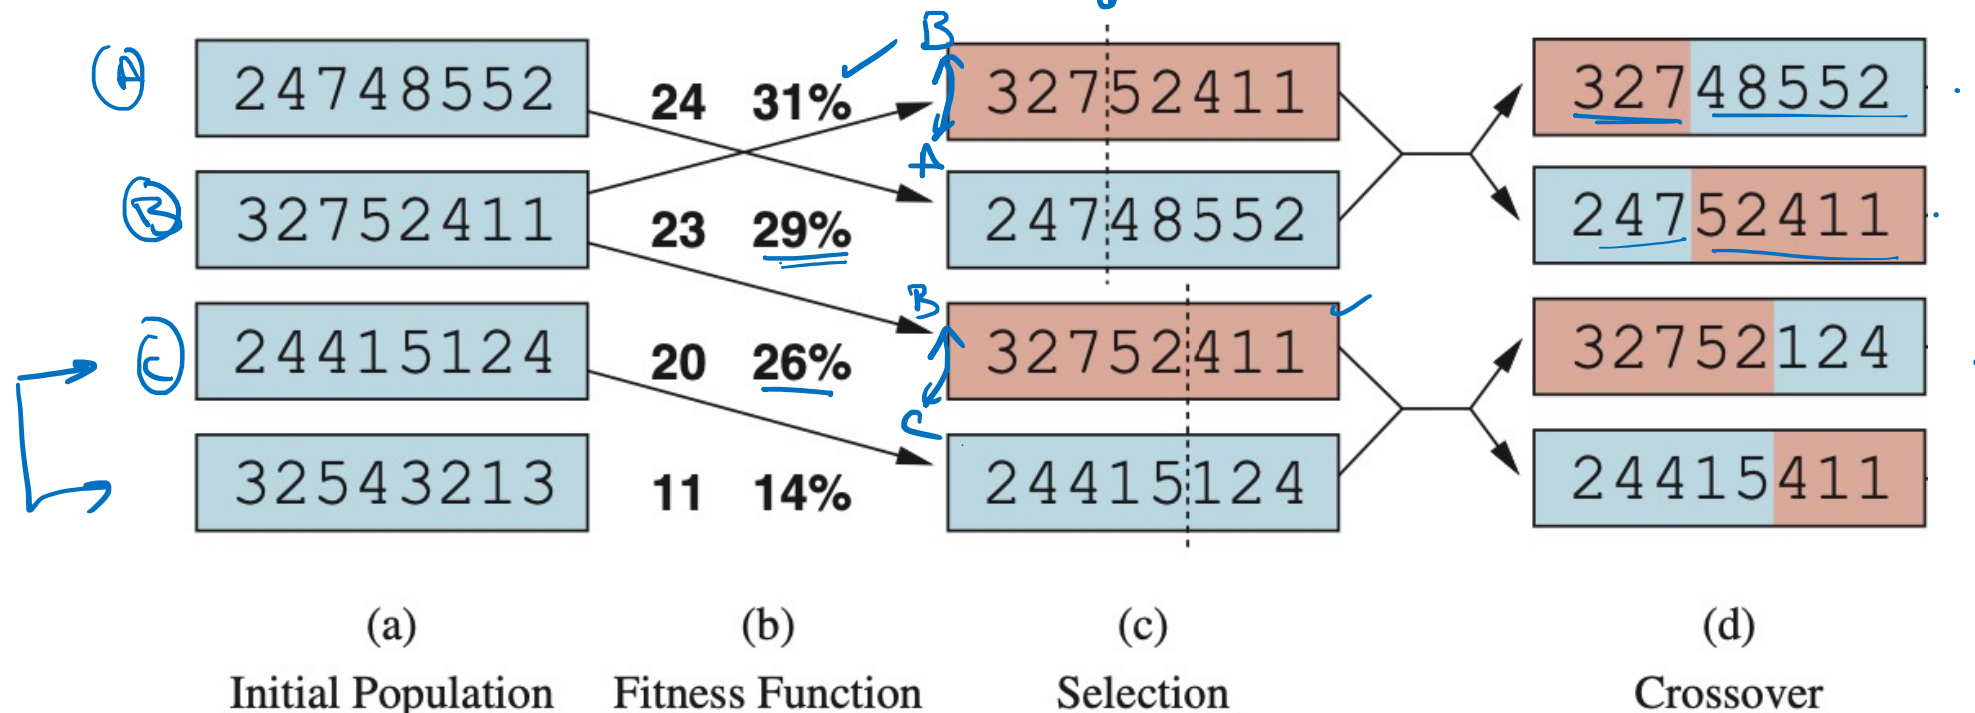 A 24748552 24 31% B 32752411 32748552
A
B 32752411 23 29% 24748552 24752411
B
C 24415124 20 26% 32752411 32752124
C
32543213 11 14% 24415124 24415411
(a) (b) (c) (d)
Initial Population Fitness Function Selection Crossover